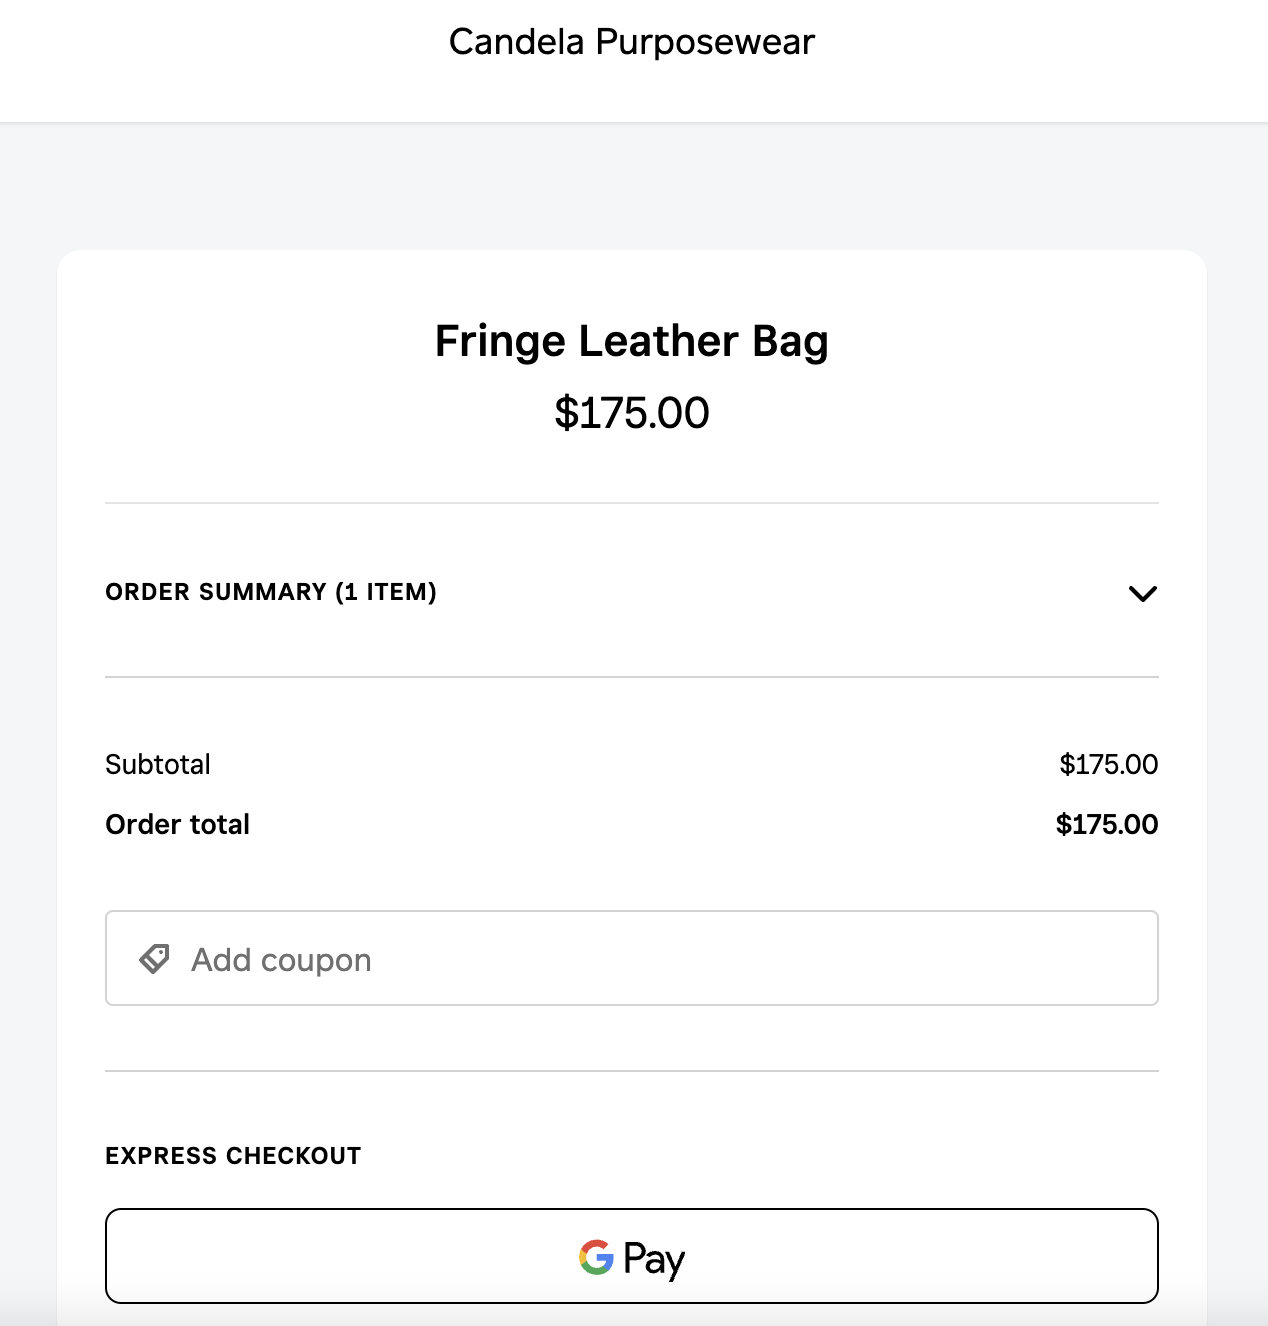 Candela Purposewear
Fringe Leather Bag
$175.00
ORDER SUMMARY (1 ITEM)
Subtotal $175.00
Order total $175.00
Add coupon
EXPRESS CHECKOUT
G Pay